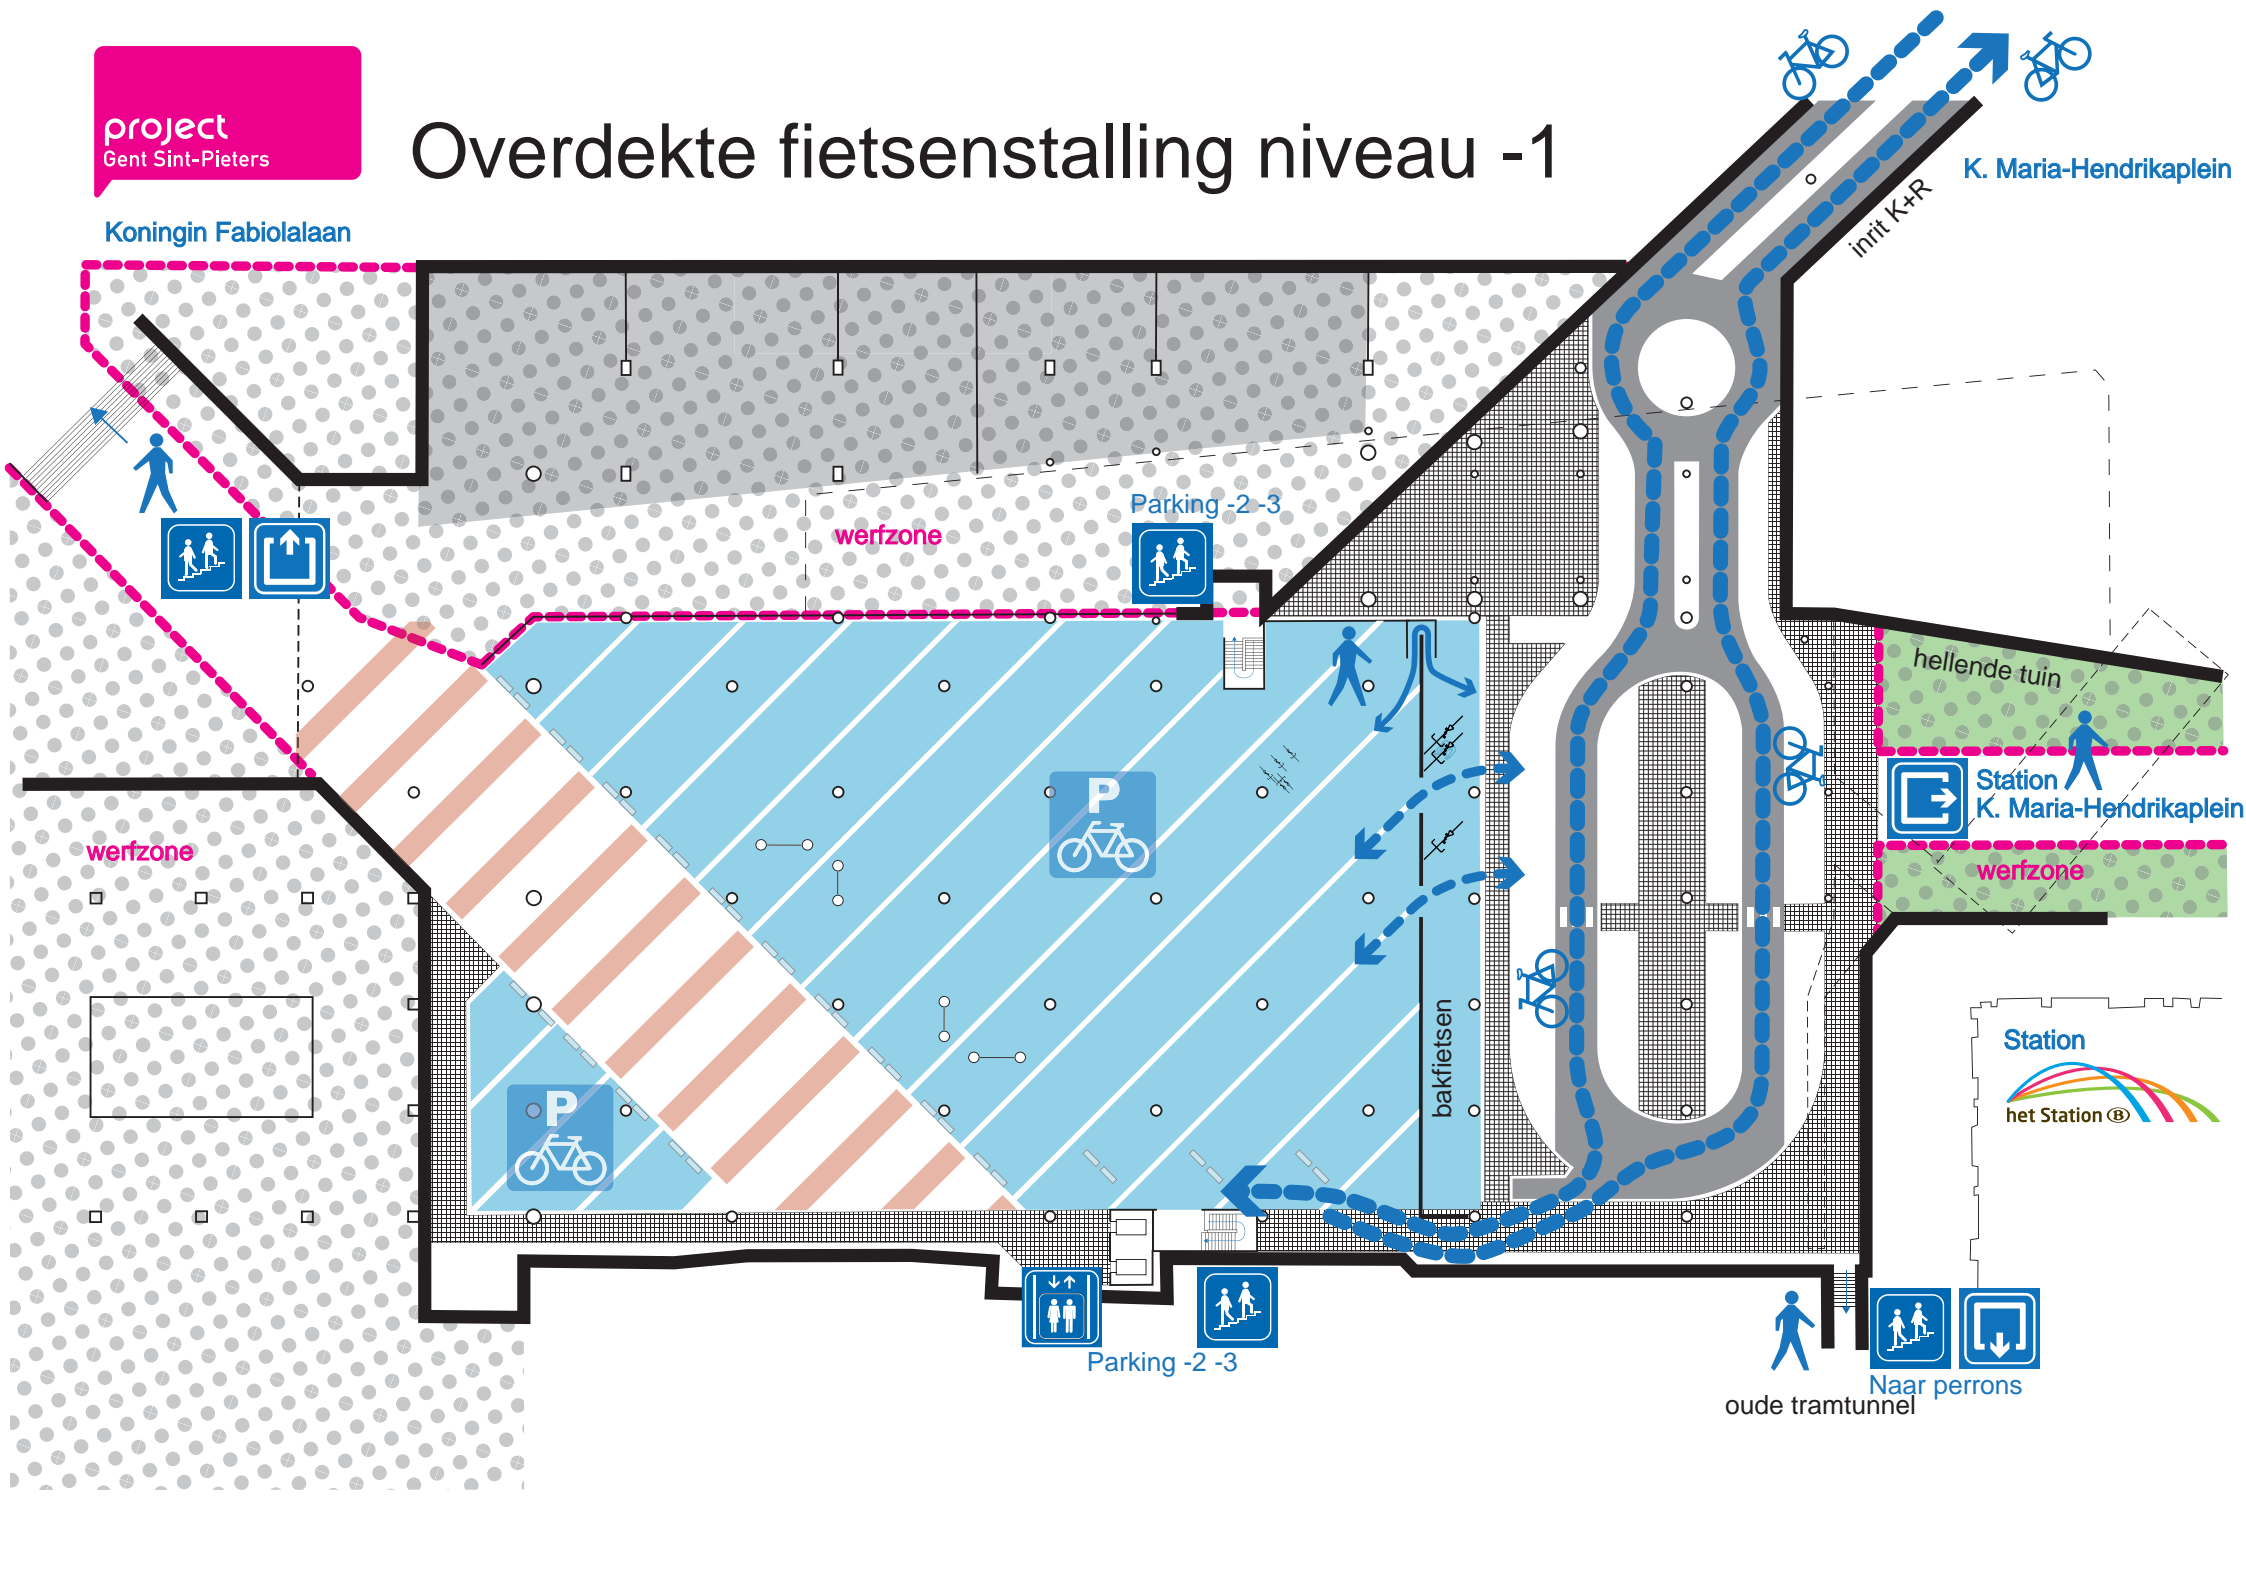 project
Gent Sint-Pieters
Overdekte fietsenstalling niveau -1
K. Maria-Hendrikaplein
inrit K+R
Koningin Fabiolalaan
Parking -2 -3
werfzone
hellende tuin
Station
K. Maria-Hendrikaplein
werfzone
werfzone
P
bakfietsen
P
Station
het Station B
Parking -2 -3
Naar perrons
oude tramtunnel